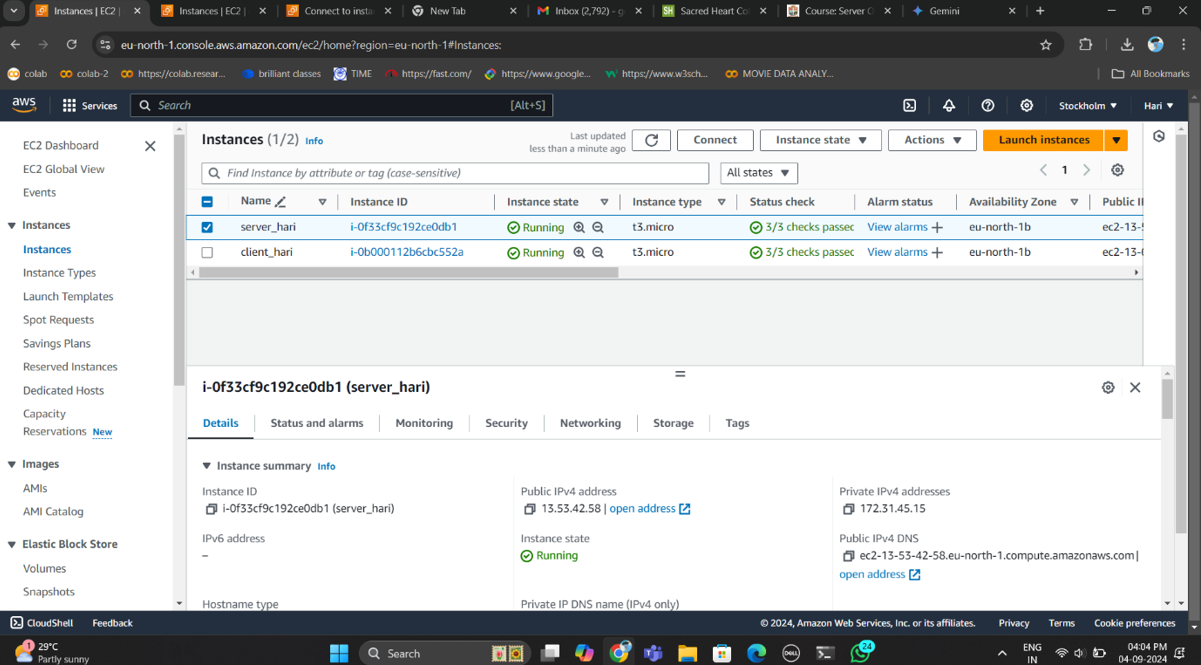 Instances | EC2 |
Instances | EC2 |
Connect to insta
New Tab
Inbox (2,792) - g
Sacred Heart Co
Course: Server O
Gemini
eu-north-1.console.aws.amazon.com/ec2/home?region=eu-north-1#Instances:
colab
colab-2
https://colab.resear...
brilliant classes
TIME
https://fast.com/
https://www.google...
https://www.w3sch...
MOVIE DATA ANALY...
All Bookmarks
aws
Services
Search
[Alt+S]
Stockholm
Hari
EC2 Dashboard
EC2 Global View
Events
Instances
Instances
Instance Types
Launch Templates
Spot Requests
Savings Plans
Reserved Instances
Dedicated Hosts
Capacity
Reservations New
Images
AMIs
AMI Catalog
Elastic Block Store
Volumes
Snapshots
Instances (1/2) Info
Last updated
less than a minute ago
Connect
Instance state
Actions
Launch instances
Find Instance by attribute or tag (case-sensitive)
All states
1
Name Instance ID Instance state Instance type Status check Alarm status Availability Zone Public I
server_hari i-0f33cf9c192ce0db1 Running t3.micro 3/3 checks passed View alarms eu-north-1b ec2-13-5
client_hari i-0b000112b6cbc552a Running t3.micro 3/3 checks passed View alarms eu-north-1b ec2-13-
i-0f33cf9c192ce0db1 (server_hari)
Details
Status and alarms
Monitoring
Security
Networking
Storage
Tags
Instance summary Info
Instance ID
i-0f33cf9c192ce0db1 (server_hari)
Public IPv4 address
13.53.42.58 | open address
Private IPv4 addresses
172.31.45.15
IPv6 address
–
Instance state
Running
Public IPv4 DNS
ec2-13-53-42-58.eu-north-1.compute.amazonaws.com |
open address
Hostname type
Private IP DNS name (IPv4 only)
CloudShell
Feedback
© 2024, Amazon Web Services, Inc. or its affiliates.
Privacy
Terms
Cookie preferences
1
29°C
Partly sunny
Search
24
ENG
IN
04:04 PM
04-09-2024